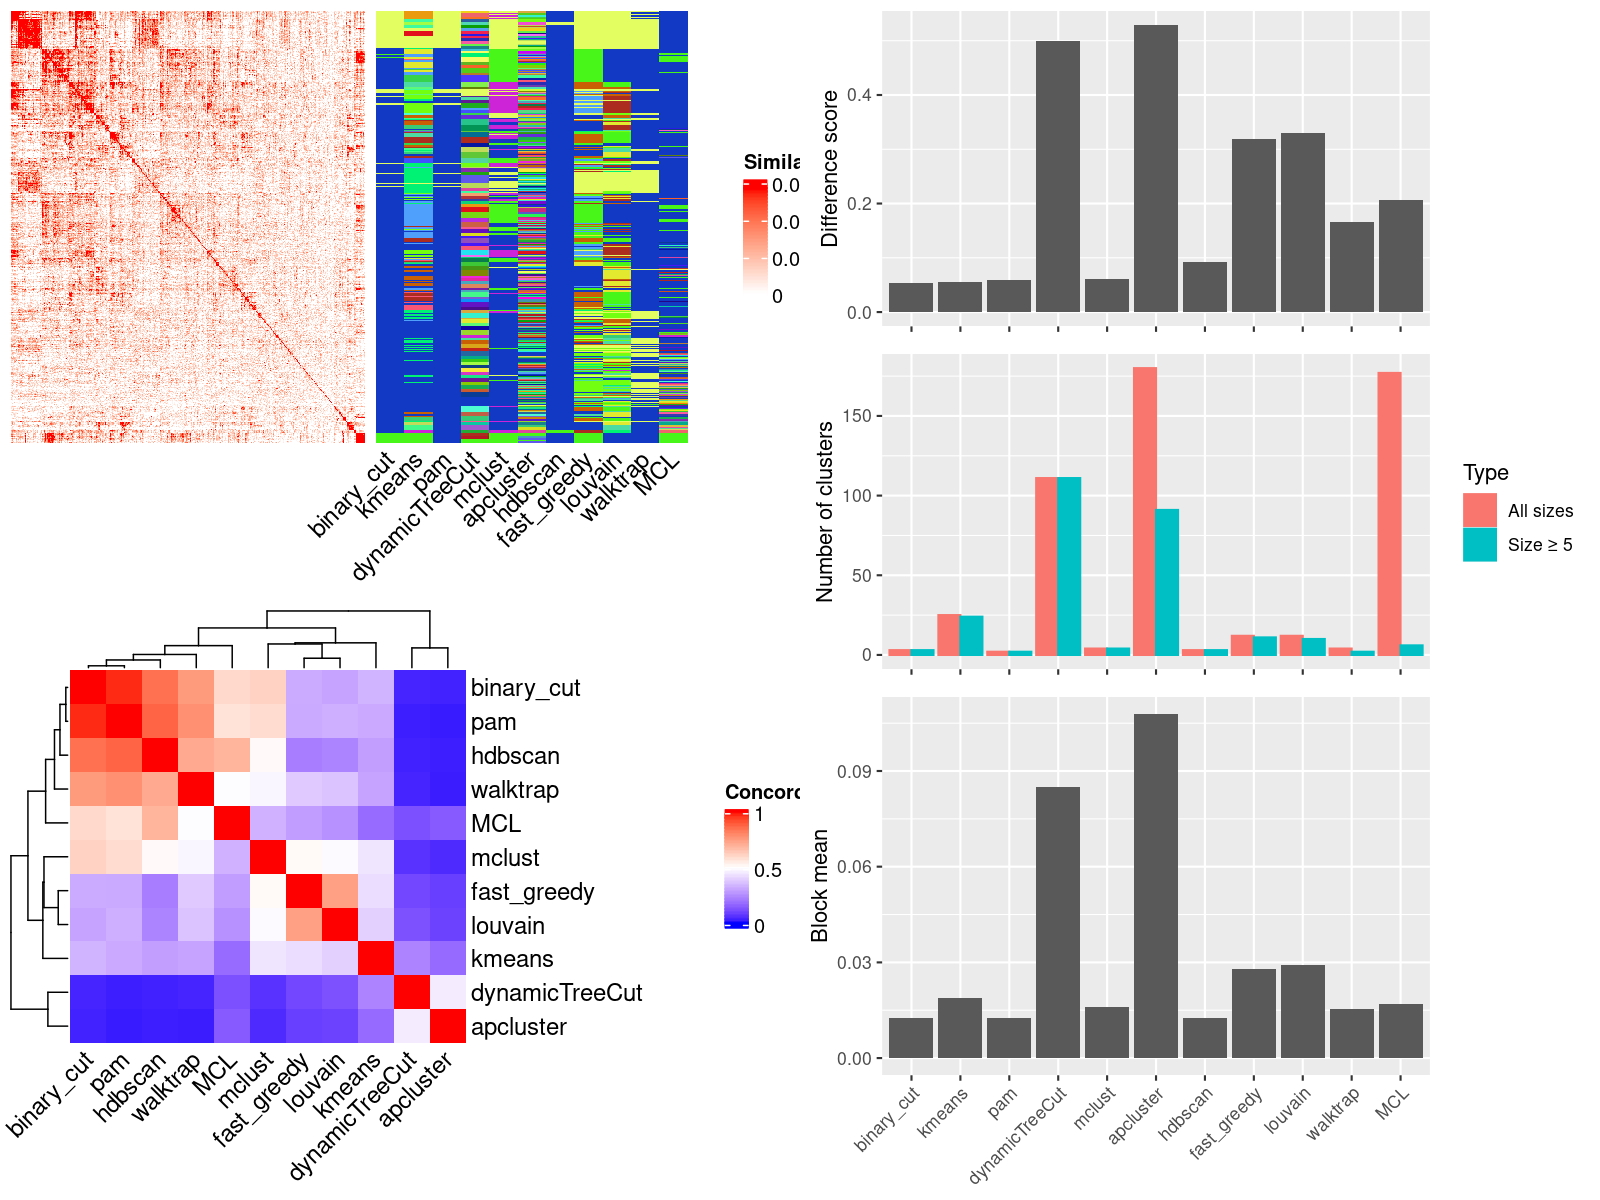 Simila
0.0
0.0
0.0
0
binary_cut
kmeans
pam
dynamicTreeCut
mclust
apcluster
hdbscan
fast_greedy
louvain
walktrap
MCL
binary_cut
pam
hdbscan
walktrap
MCL
mclust
fast_greedy
louvain
kmeans
dynamicTreeCut
apcluster
binary_cut
pam
hdbscan
walktrap
MCL
mclust
fast_greedy
louvain
kmeans
dynamicTreeCut
apcluster
Concord
1
0.5
0
Difference score
0.4
0.2
0.0
Number of clusters
150
100
50
0
Type
All sizes
Size ≥ 5
Block mean
0.09
0.06
0.03
0.00
binary_cut
kmeans
pam
dynamicTreeCut
mclust
apcluster
hdbscan
fast_greedy
louvain
walktrap
MCL